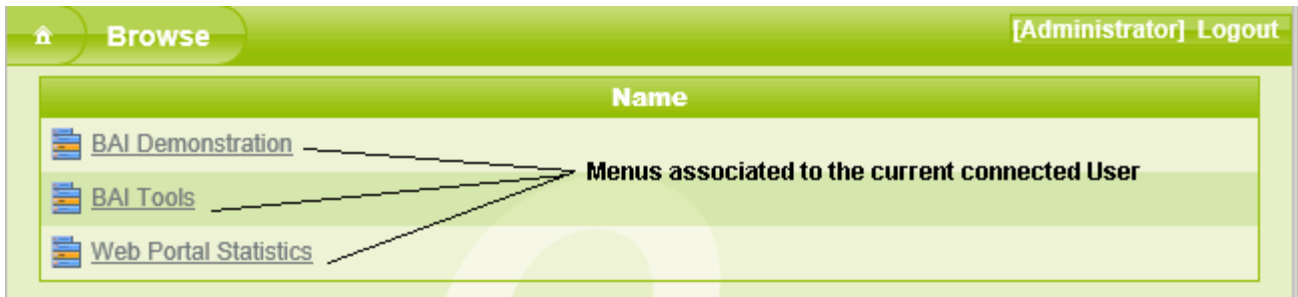 Browse
[Administrator] Logout
Name
BAI Demonstration
Menus associated to the current connected User
BAI Tools
Web Portal Statistics